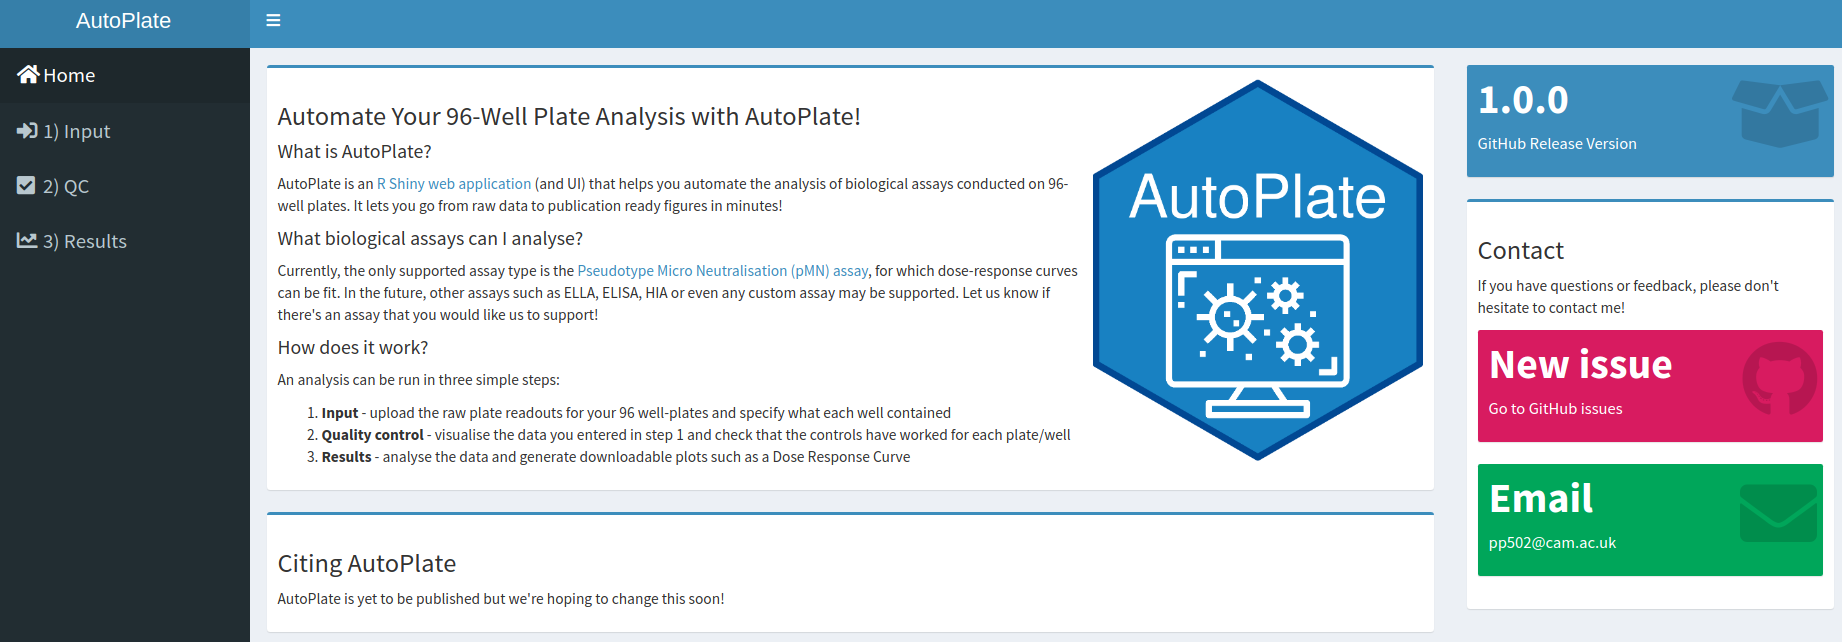 AutoPlate
Home
1) Input
2) QC
3) Results
Automate Your 96-Well Plate Analysis with AutoPlate!
What is AutoPlate?
AutoPlate is an R Shiny web application (and UI) that helps you automate the analysis of biological assays conducted on 96-
well plates. It lets you go from raw data to publication ready figures in minutes!
What biological assays can I analyse?
Currently, the only supported assay type is the Pseudotype Micro Neutralisation (pMN) assay, for which dose-response curves
can be fit. In the future, other assays such as ELLA, ELISA, HIA or even any custom assay may be supported. Let us know if
there's an assay that you would like us to support!
How does it work?
An analysis can be run in three simple steps:
1. Input - upload the raw plate readouts for your 96 well-plates and specify what each well contained
2. Quality control - visualise the data you entered in step 1 and check that the controls have worked for each plate/well
3. Results - analyse the data and generate downloadable plots such as a Dose Response Curve
AutoPlate
Citing AutoPlate
AutoPlate is yet to be published but we're hoping to change this soon!
1.0.0
GitHub Release Version
Contact
If you have questions or feedback, please don't
hesitate to contact me!
New issue
Go to GitHub issues
Email
pp502@cam.ac.uk